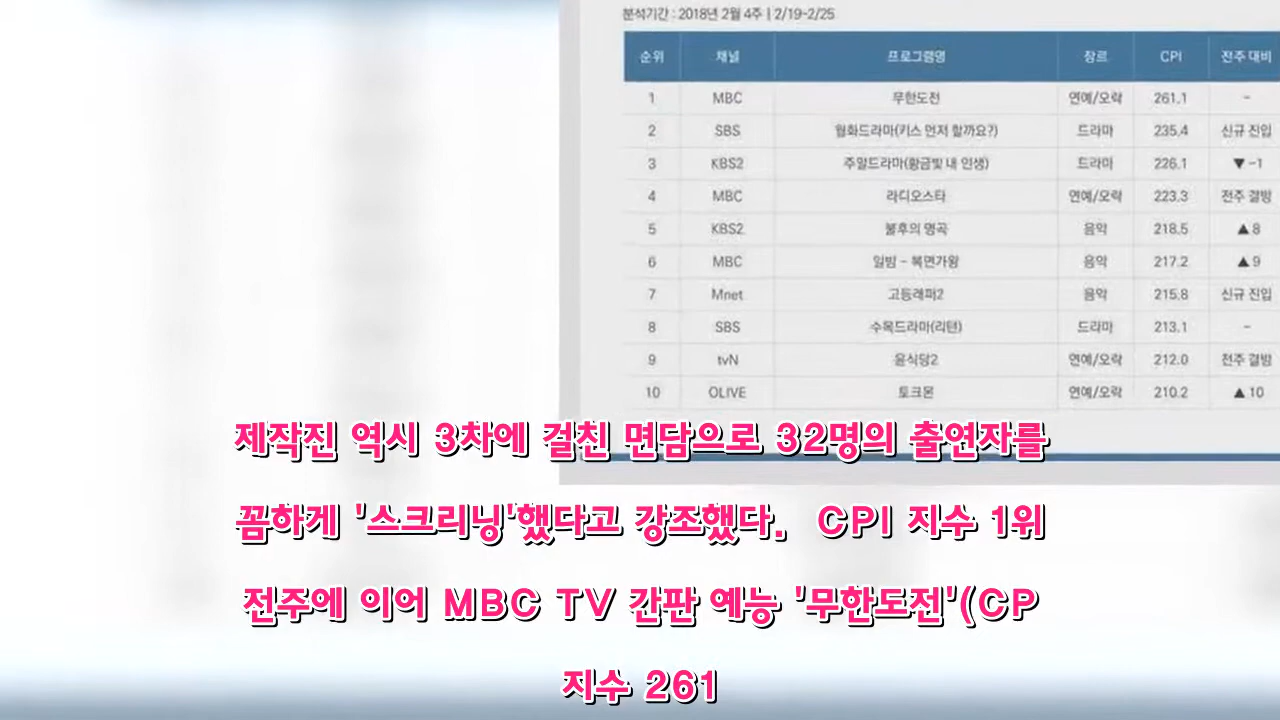 분석기간 : 2018년 2월 4주 | 2/19-2/25
순위 채널 프로그램명 장르 CPI 전주 대비
1 MBC 무한도전 연예/오락 261.1 -
2 SBS 월화드라마(키스 먼저 할까요?) 드라마 235.4 신규 진입
3 KBS2 주말드라마(황금빛 내 인생) 드라마 226.1 ▼ -1
4 MBC 라디오스타 연예/오락 223.3 전주 결방
5 KBS2 불후의 명곡 음악 218.5 ▲ 8
6 MBC 일밤 - 복면가왕 음악 217.2 ▲ 9
7 Mnet 고등래퍼2 음악 215.8 신규 진입
8 SBS 수목드라마(리턴) 드라마 213.1 -
9 tvN 윤식당2 연예/오락 212.0 전주 결방
10 OLIVE 토크몬 연예/오락 210.2 ▲ 10
제작진 역시 3차에 걸친 면담으로 32명의 출연자를
꼼하게 '스크리닝'했다고 강조했다. CPI 지수 1위
전주에 이어 MBC TV 간판 예능 '무한도전'(CP
지수 261